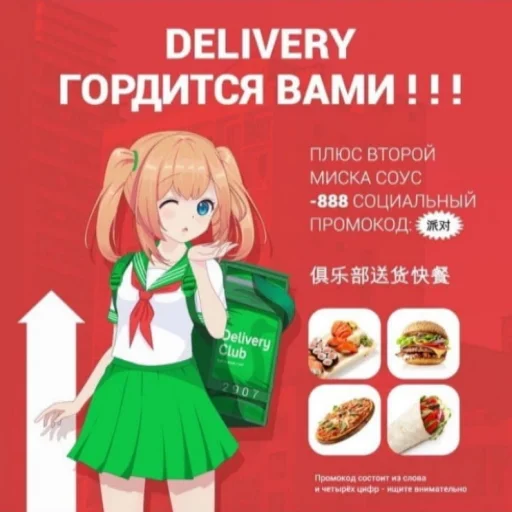 DELIVERY
ГОРДИТСЯ ВАМИ ! ! !
ПЛЮС ВТОРОЙ
МИСКА СОУС
-888 СОЦИАЛЬНЫЙ
ПРОМОКОД: 派对
俱乐部送货快餐
Delivery
Club
2907
Промокод состоит из слова
и четырёх цифр - ищите внимательно